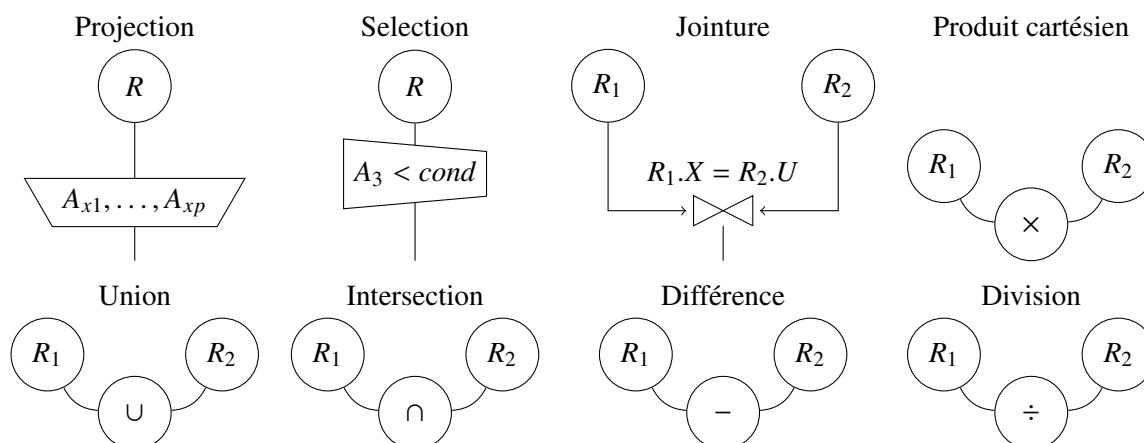 Projection
Selection
Jointure
Produit cartésien
R
R
R₁
R₂
R₁
R₂
Aₓ₁, . . . , Aₓₚ
A₃ < cond
R₁.X = R₂.U
×
Union
Intersection
Différence
Division
R₁
R₂
R₁
R₂
R₁
R₂
R₁
R₂
∪
∩
−
÷